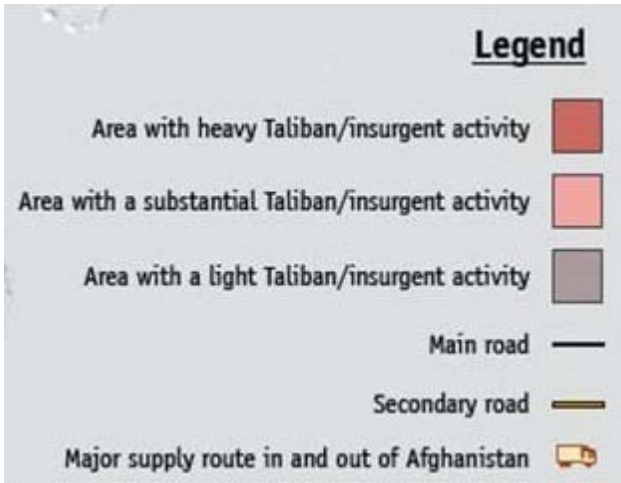 Legend
Area with heavy Taliban/insurgent activity
Area with a substantial Taliban/insurgent activity
Area with a light Taliban/insurgent activity
Main road
Secondary road
Major supply route in and out of Afghanistan